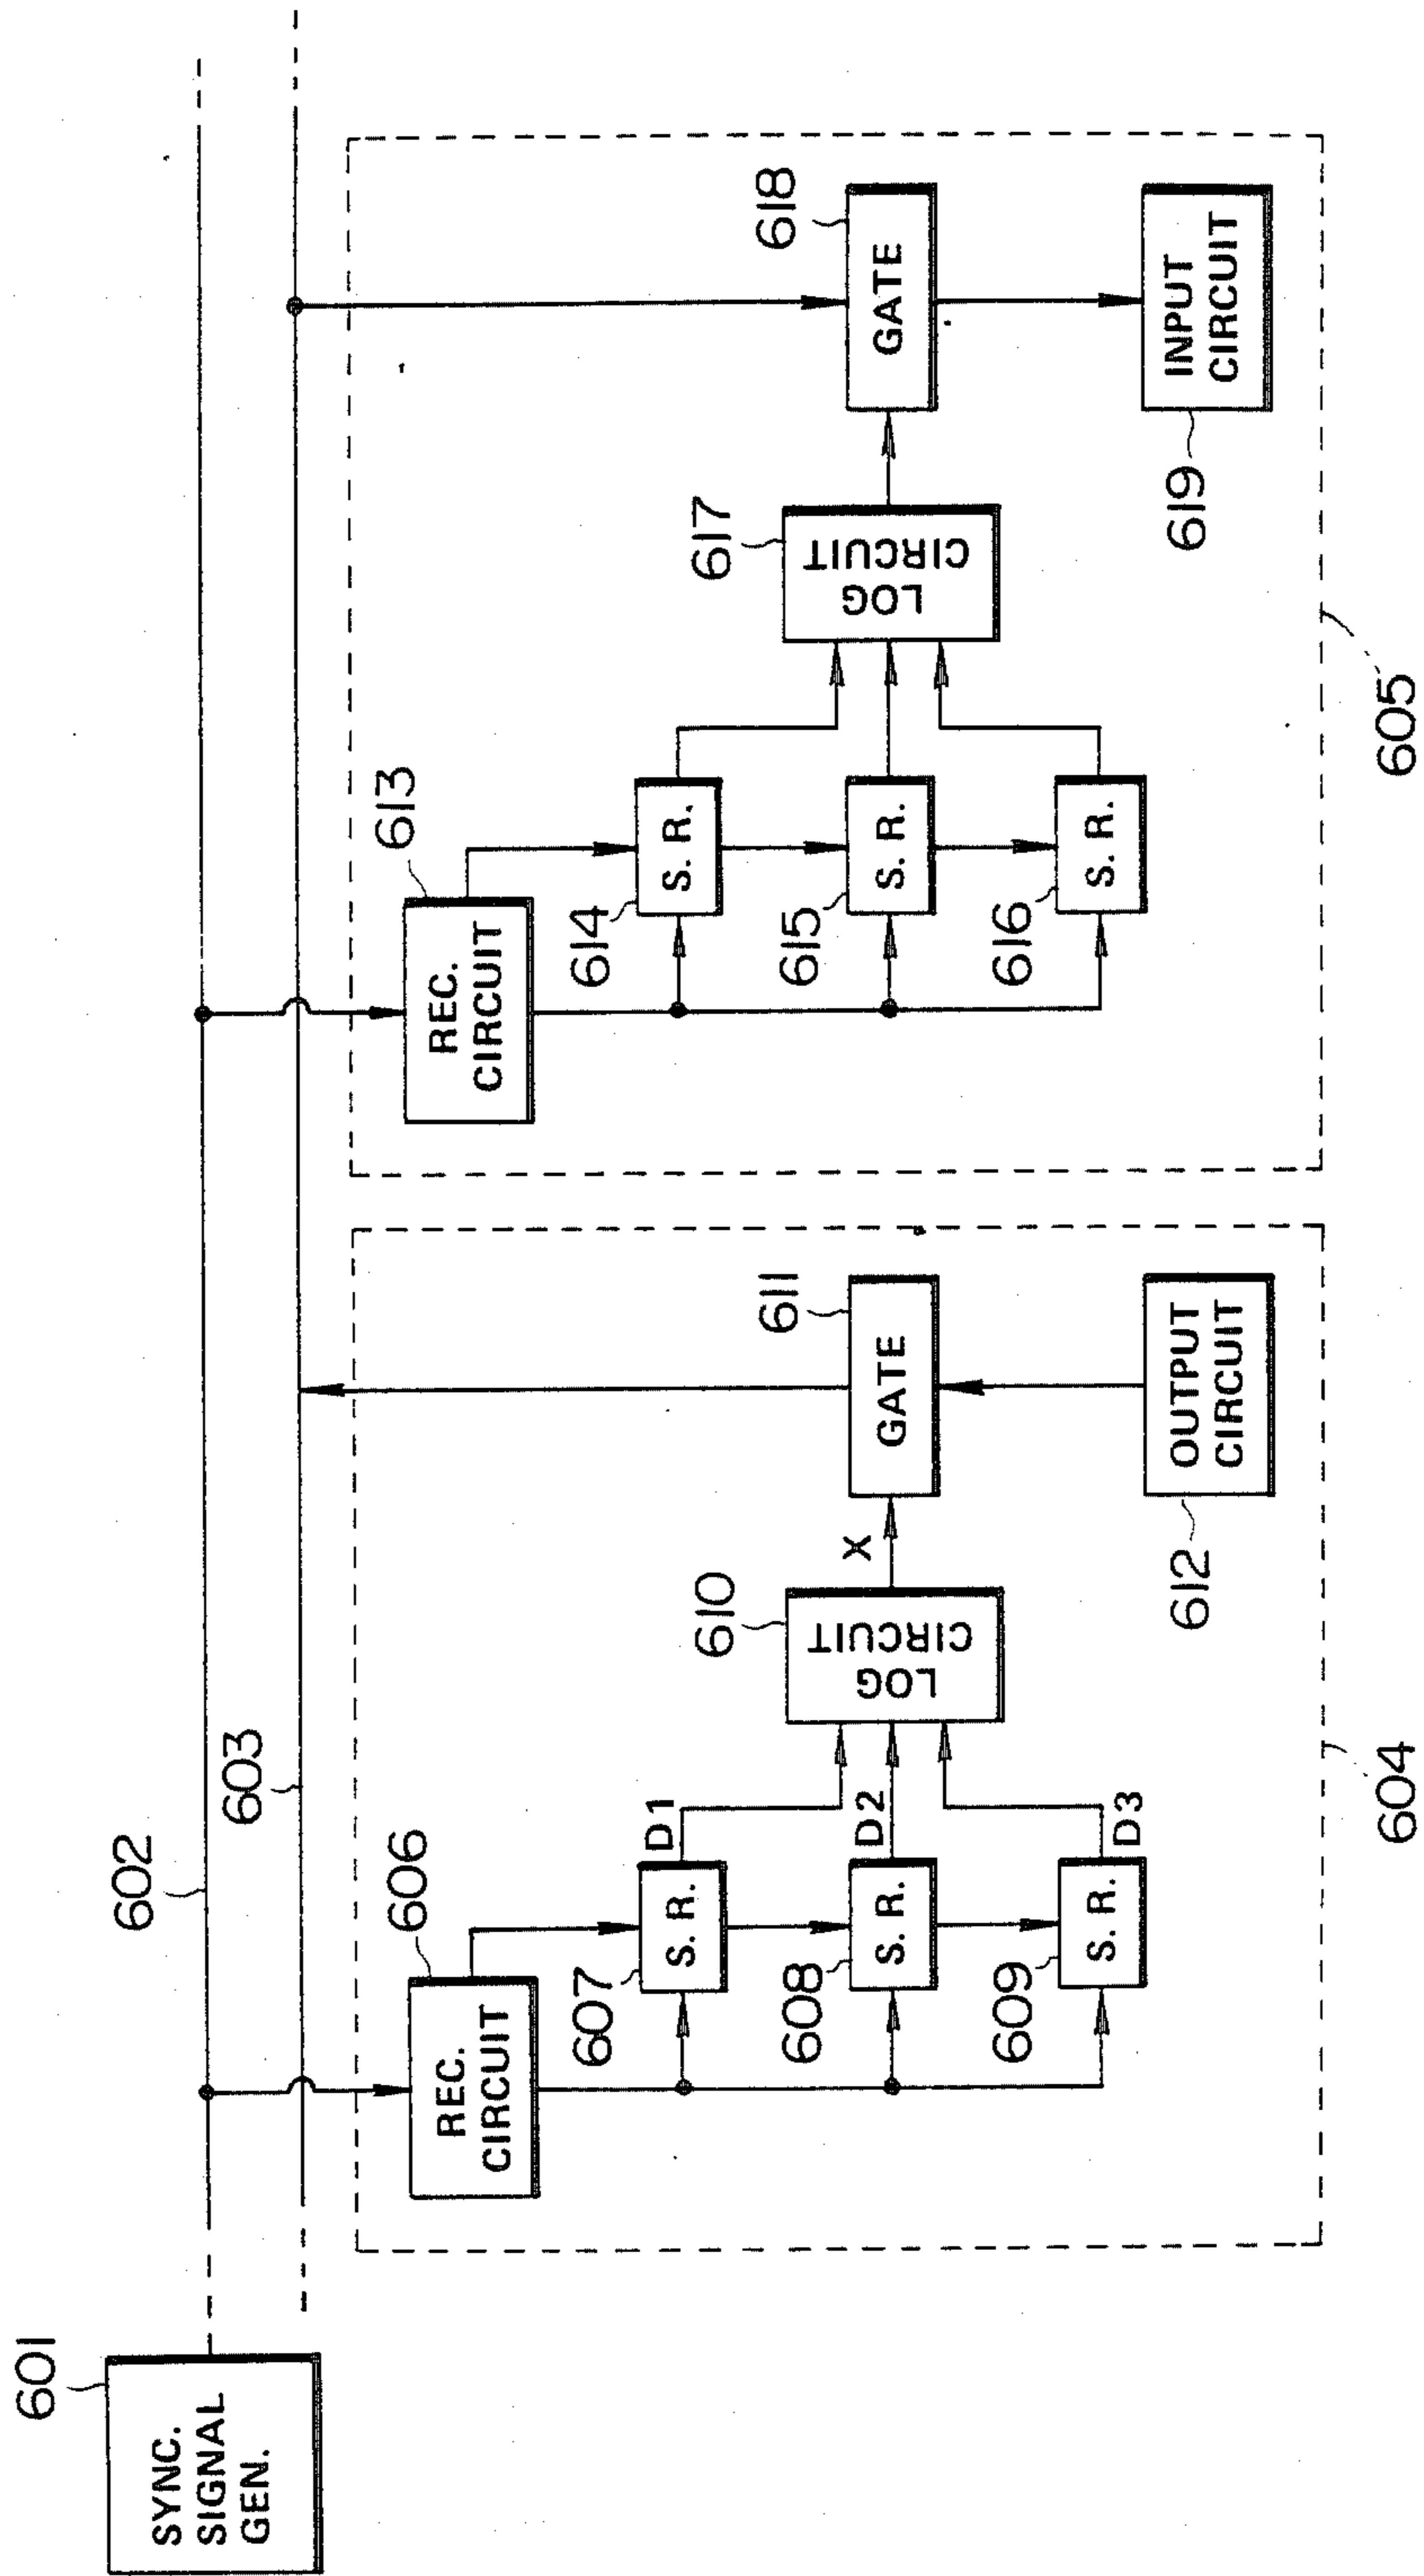 601
SYNC.
SIGNAL
GEN.
602
603
606
REC.
CIRCUIT
607
S. R.
D1
608
S. R.
D2
609
S. R.
D3
610
LOG
CIRCUIT
X
611
GATE
612
OUTPUT
CIRCUIT
604
613
REC.
CIRCUIT
614
S. R.
615
S. R.
616
S. R.
617
LOG
CIRCUIT
618
GATE
619
INPUT
CIRCUIT
605